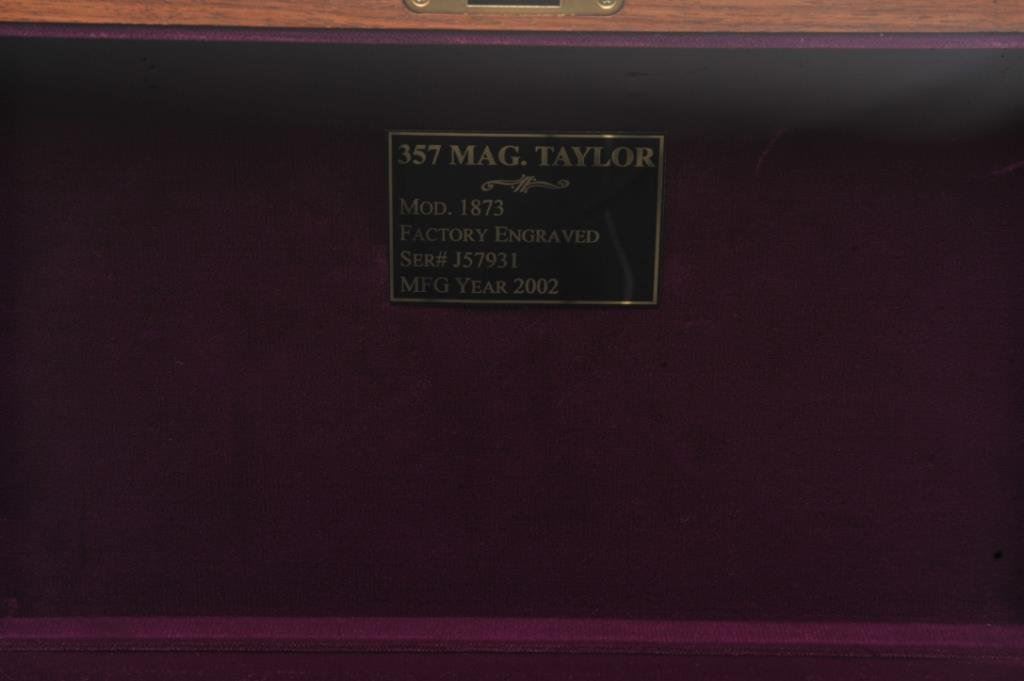 357 MAG. TAYLOR
MOD. 1873
FACTORY ENGRAVED
SER# J57931
MFG YEAR 2002